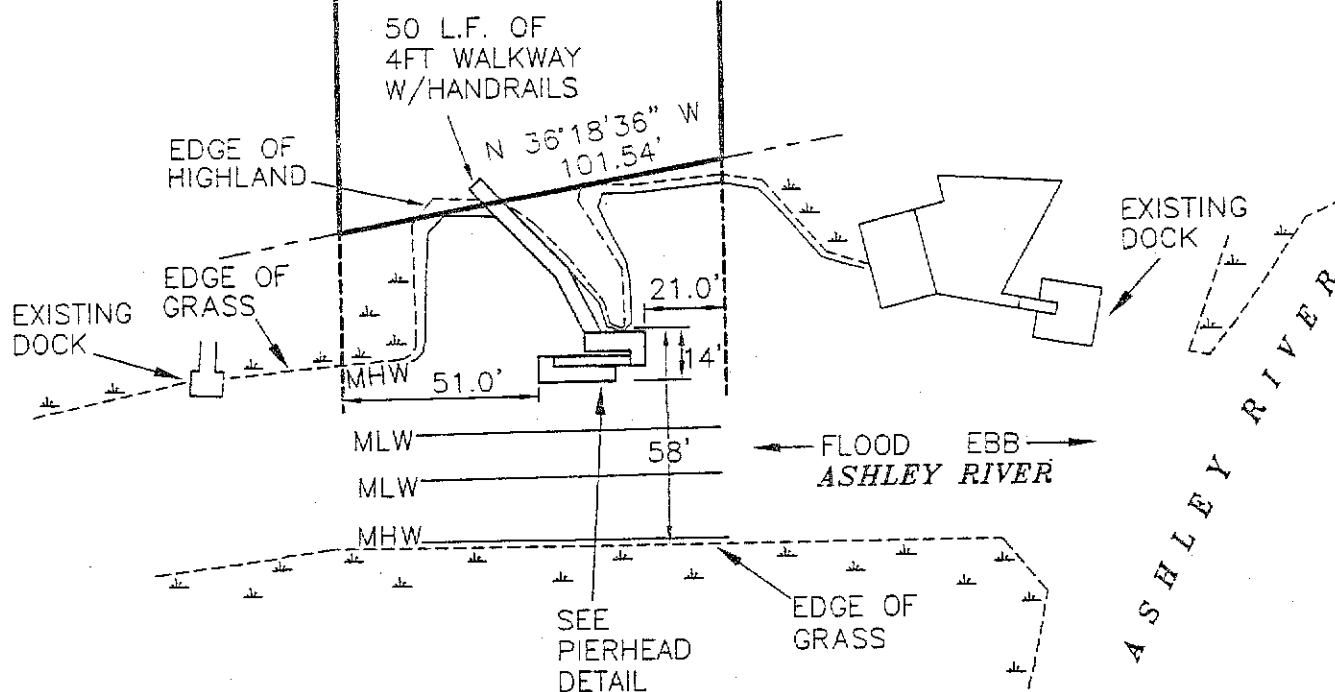 50 L.F. OF
4FT WALKWAY
W/HANDRAILS
N 36°18'36" W
101.54'
EDGE OF
HIGHLAND
EXISTING
DOCK
EDGE OF
GRASS
EXISTING
DOCK
21.0'
14'
MHW
51.0'
MLW
58'
FLOOD EBB
ASHLEY RIVER
MLW
MHW
ASHLEY RIVER
EDGE OF
GRASS
SEE
PIERHEAD
DETAIL